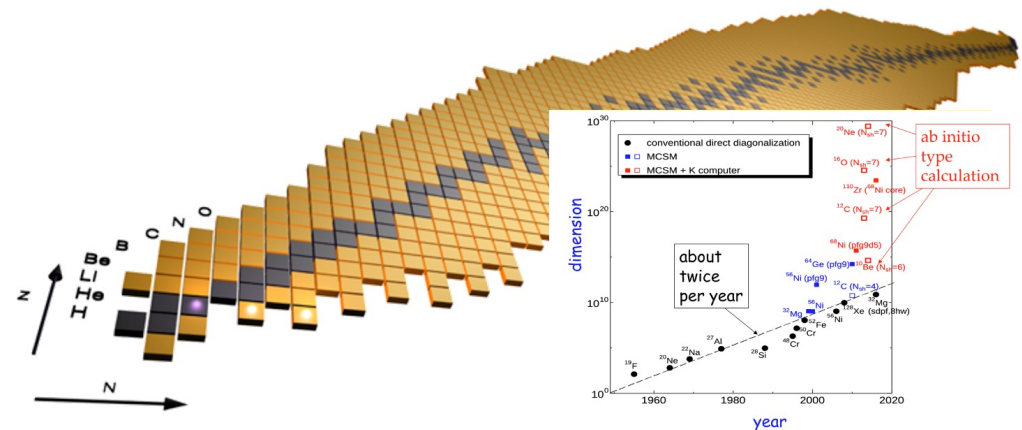 O
N
C
B
Be
LI
He
H
Z
N
10^30
10^20
10^10
10^0
dimension
1960
1980
2000
2020
year
conventional direct diagonalization
MCSM
MCSM + K computer
about
twice
per year
ab initio
type
calculation
20Ne (Nsh=7)
16O (Nsh=7)
110Zr (68Ni core)
12C (Nsh=7)
68Ni (pfg9d5)
10Be (Nsh=6)
64Ge (pfg9)
56Ni (pfg9)
12C (Nsh=4)
32Mg
56Ni
19F
20Ne
22Na
27Al
28Si
48Cr
50Cr
52Fe
56Ni
128Xe (sdpf,8hw)
Mg